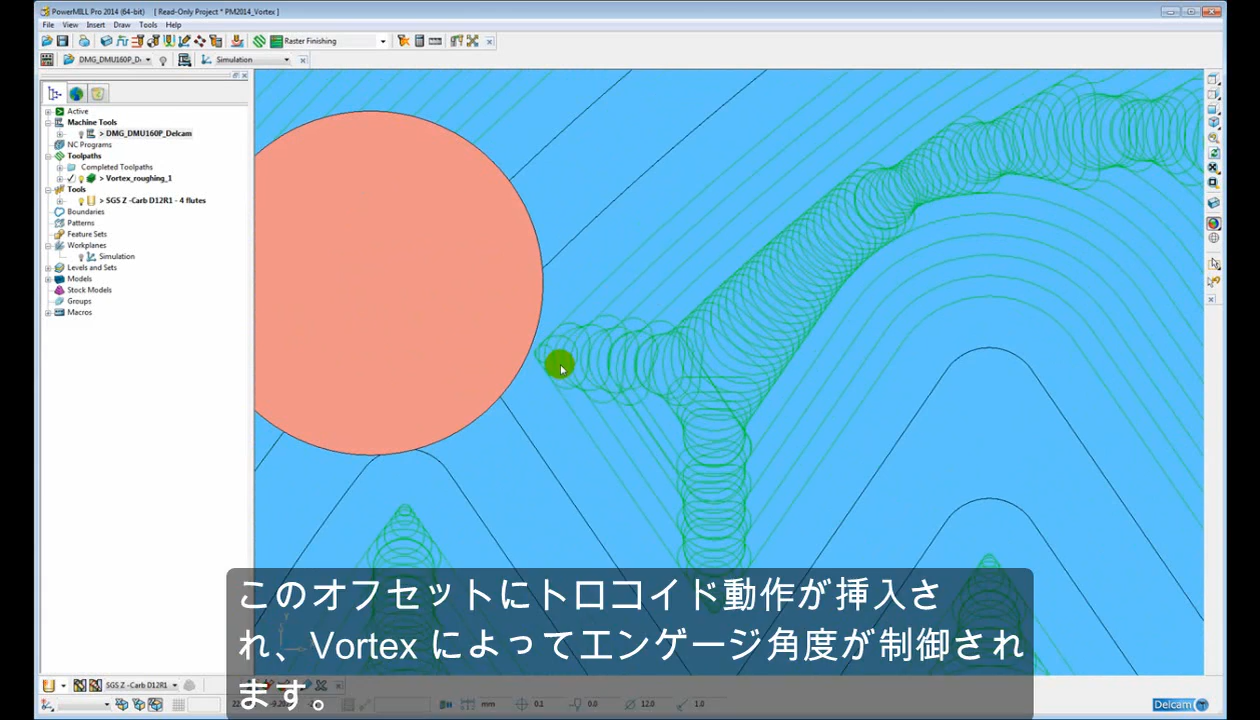 PowerMILL Pro 2014 (64-bit) [ Read-Only Project * PM2014_Vortex ]
File View Insert Draw Tools Help
Raster Finishing
DMG_DMU160P_D Simulation
Active
Machine Tools
> DMG_DMU160P_Delcam
NC Programs
Toolpaths
Completed Toolpaths
> Vortex_roughing_1
Tools
> SGS Z -Carb D12R1 - 4 flutes
Boundaries
Patterns
Feature Sets
Workplanes
Simulation
Levels and Sets
Models
Stock Models
Groups
Macros
このオフセットにトロコイド動作が挿入さ
れ、Vortex によってエンゲージ角度が制御され
ます。
SGS Z -Carb D12R1
mm 0.1 0.0 12.0 1.0
Delcam